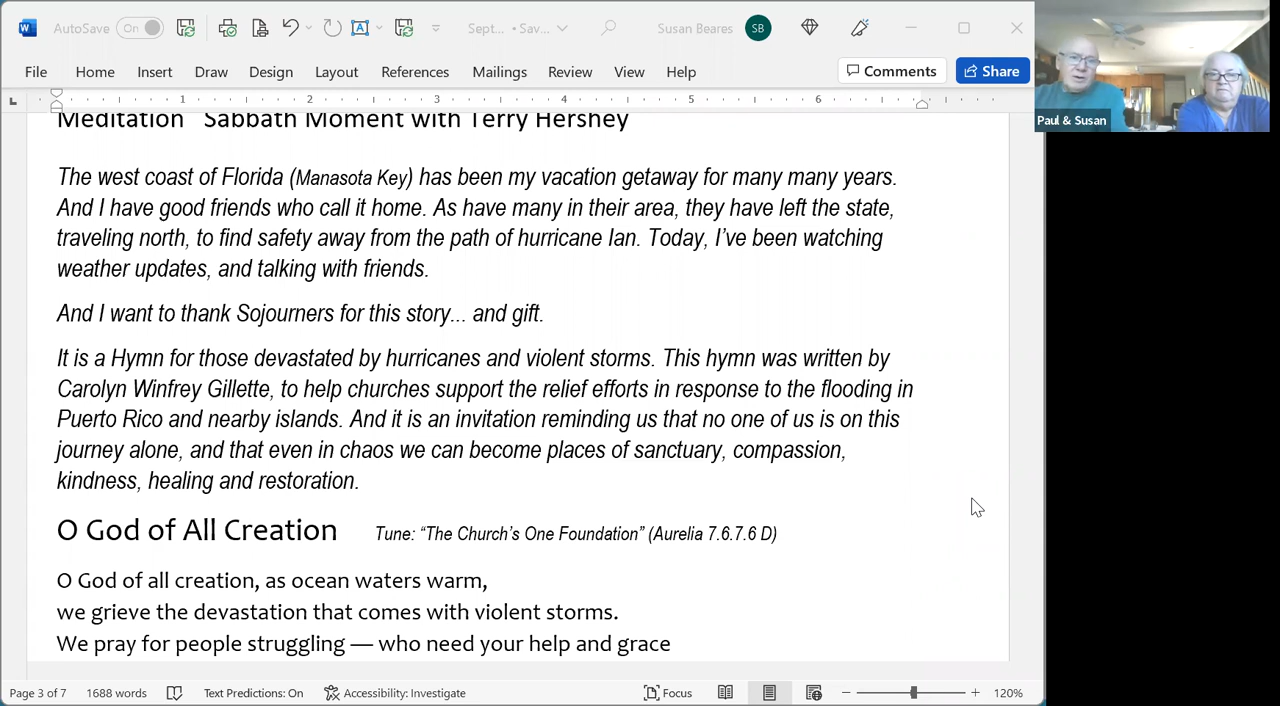 AutoSave On Sept... • Sav... Susan Beares SB
File Home Insert Draw Design Layout References Mailings Review View Help Comments Share
1 2 3 4 5 6
Paul & Susan
Meditation Sabbath Moment with Terry Hershey
The west coast of Florida (Manasota Key) has been my vacation getaway for many many years.
And I have good friends who call it home. As have many in their area, they have left the state,
traveling north, to find safety away from the path of hurricane Ian. Today, I've been watching
weather updates, and talking with friends.
And I want to thank Sojourners for this story... and gift.
It is a Hymn for those devastated by hurricanes and violent storms. This hymn was written by
Carolyn Winfrey Gillette, to help churches support the relief efforts in response to the flooding in
Puerto Rico and nearby islands. And it is an invitation reminding us that no one of us is on this
journey alone, and that even in chaos we can become places of sanctuary, compassion,
kindness, healing and restoration.
O God of All Creation Tune: “The Church's One Foundation” (Aurelia 7.6.7.6 D)
O God of all creation, as ocean waters warm,
we grieve the devastation that comes with violent storms.
We pray for people struggling — who need your help and grace
Page 3 of 7 1688 words Text Predictions: On Accessibility: Investigate Focus 120%